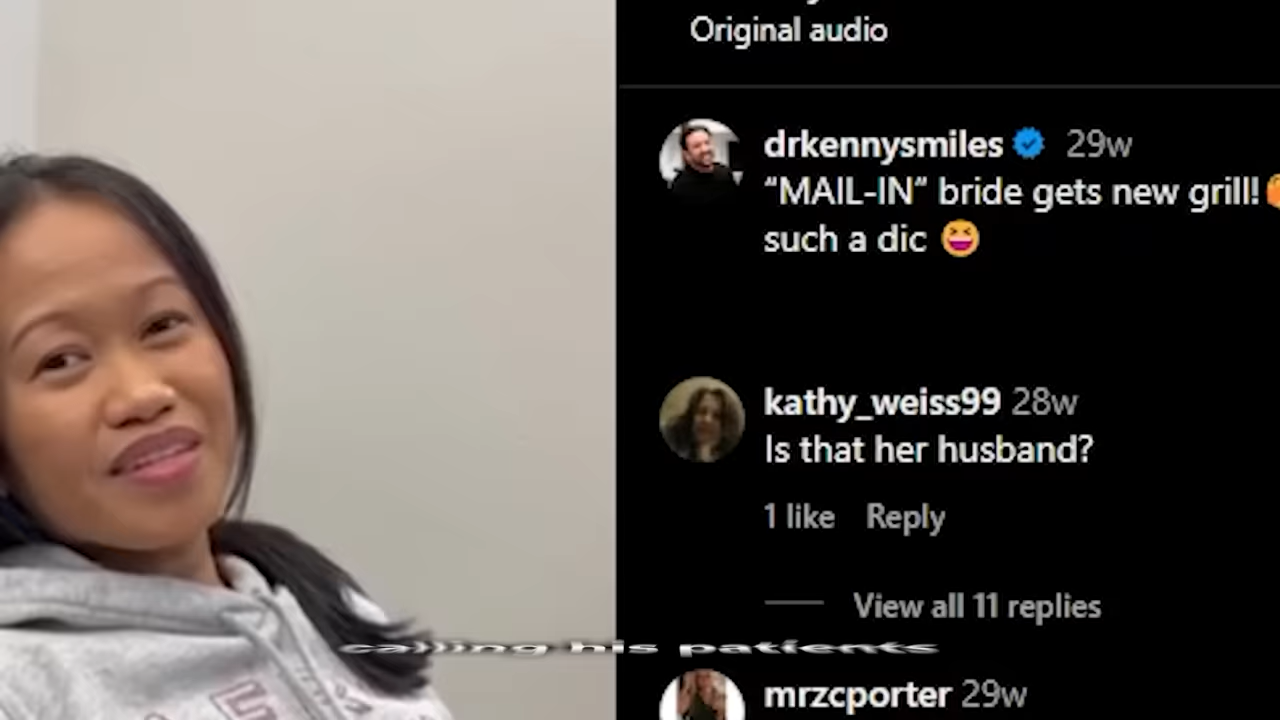 Original audio
drkennysmiles 29w
“MAIL-IN” bride gets new grill!
such a dic 😆
kathy_weiss99 28w
Is that her husband?
1 like Reply
View all 11 replies
calling his patients
mrzcporter 29w